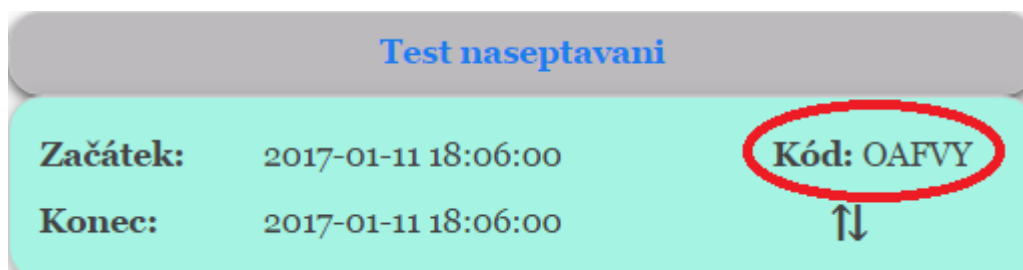 Test naseptavani
Začátek: 2017-01-11 18:06:00 Kód: OAFVY
Konec: 2017-01-11 18:06:00